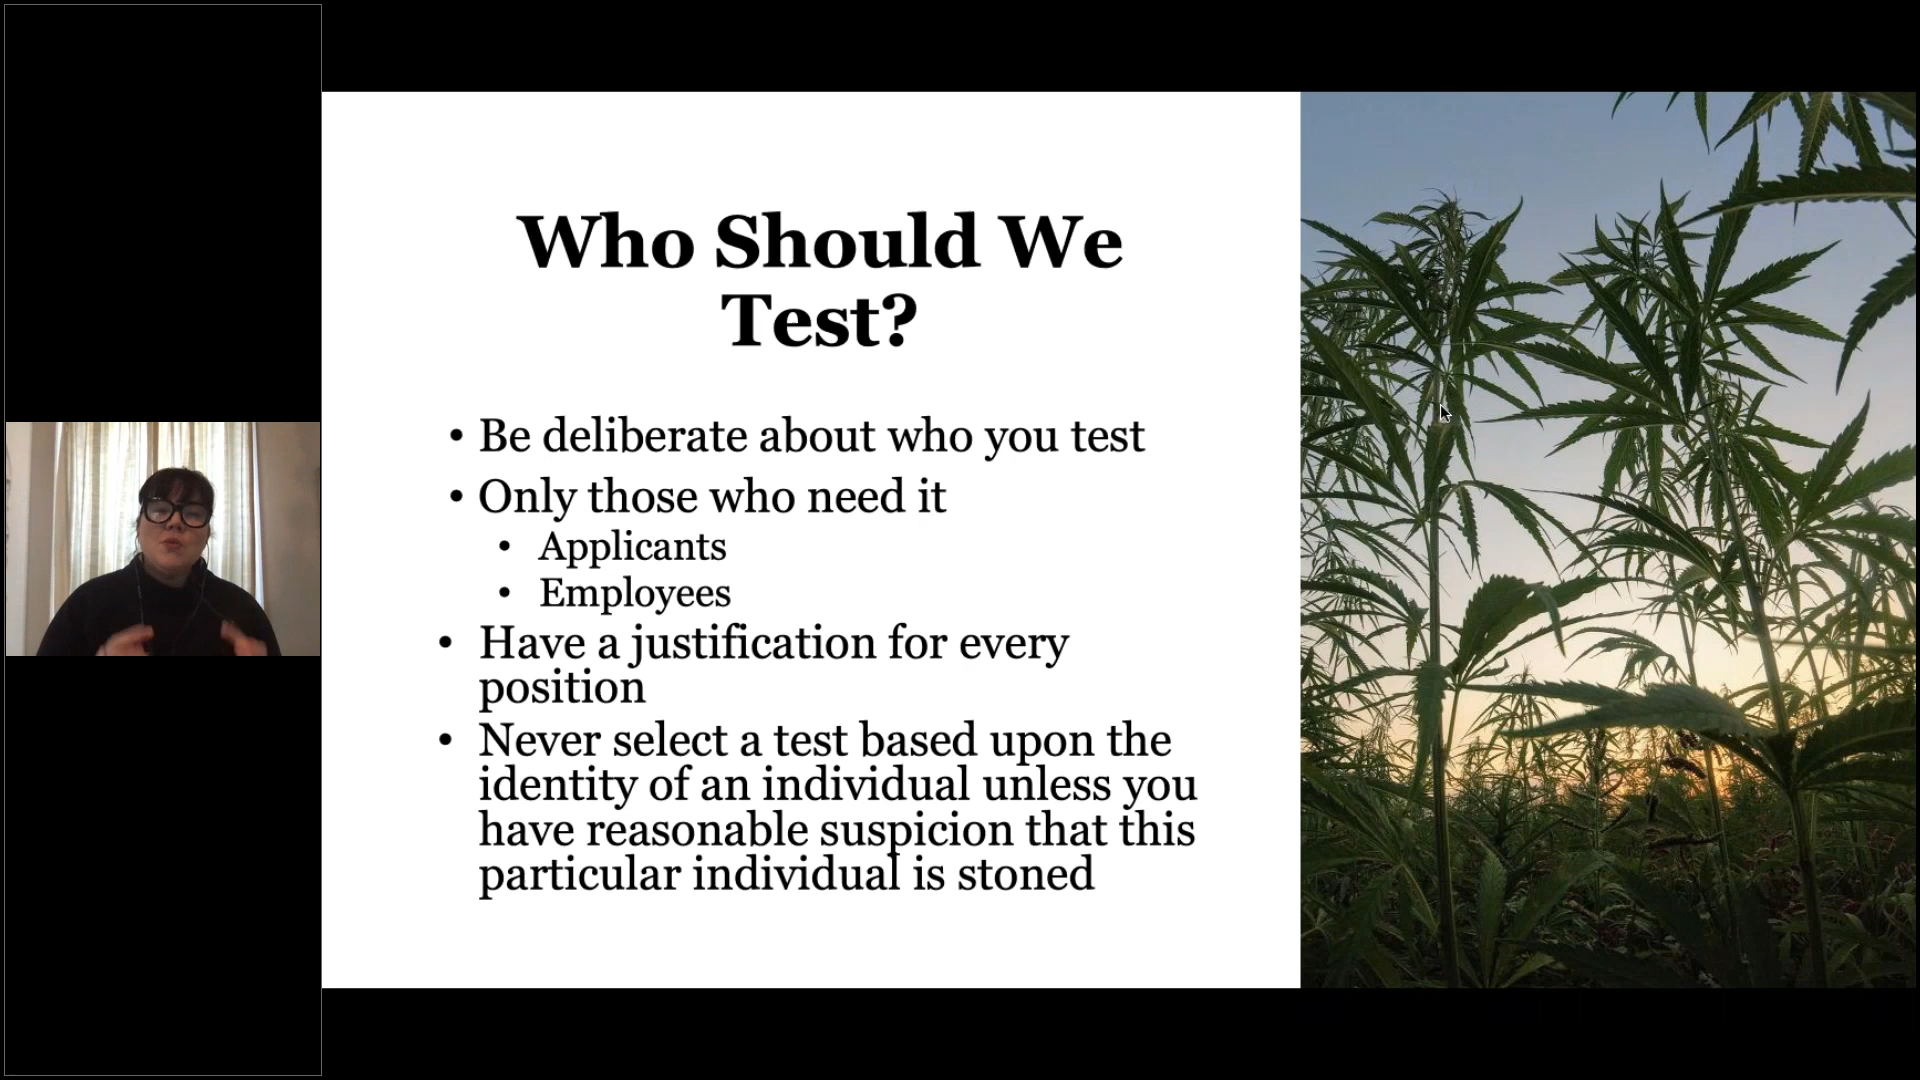 Who Should We
Test?
• Be deliberate about who you test
• Only those who need it
• Applicants
• Employees
• Have a justification for every
position
• Never select a test based upon the
identity of an individual unless you
have reasonable suspicion that this
particular individual is stoned